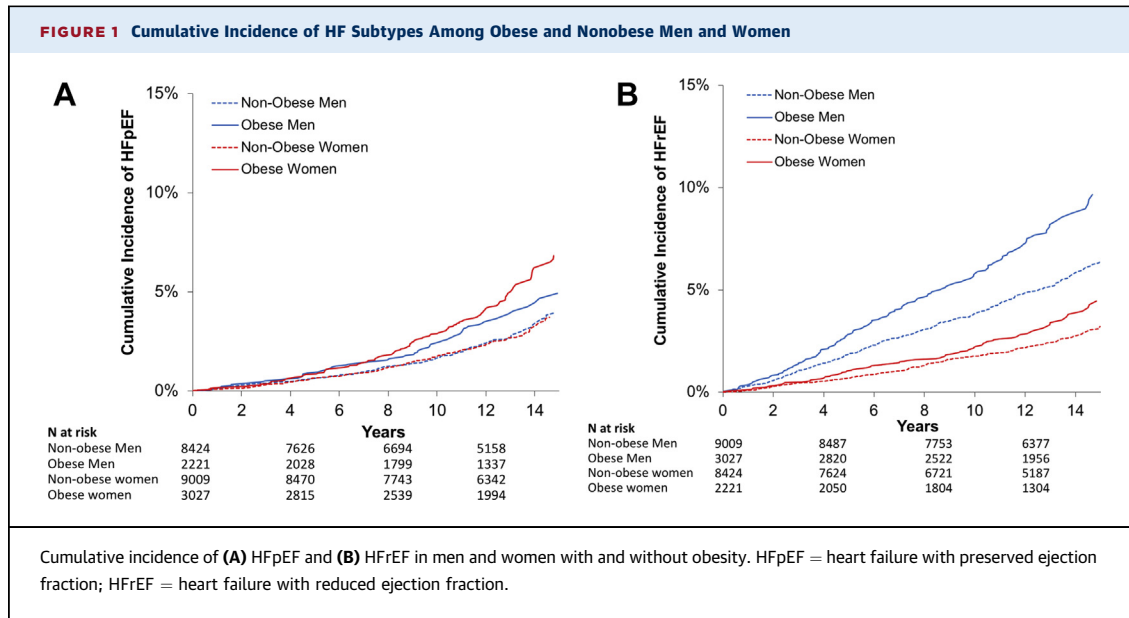 FIGURE 1 Cumulative Incidence of HF Subtypes Among Obese and Nonobese Men and Women
A
Cumulative Incidence of HFpEF
15%
10%
5%
0%
Non-Obese Men
Obese Men
Non-Obese Women
Obese Women
0 2 4 6 8 10 12 14
Years
N at risk
Non-obese Men 8424 7626 6694 5158
Obese Men 2221 2028 1799 1337
Non-obese women 9009 8470 7743 6342
Obese women 3027 2815 2539 1994
B
Cumulative Incidence of HFrEF
15%
10%
5%
0%
Non-Obese Men
Obese Men
Non-Obese Women
Obese Women
0 2 4 6 8 10 12 14
Years
N at risk
Non-obese Men 9009 8487 7753 6377
Obese Men 3027 2820 2522 1956
Non-obese women 8424 7624 6721 5187
Obese women 2221 2050 1804 1304
Cumulative incidence of (A) HFpEF and (B) HFrEF in men and women with and without obesity. HFpEF = heart failure with preserved ejection
fraction; HFrEF = heart failure with reduced ejection fraction.